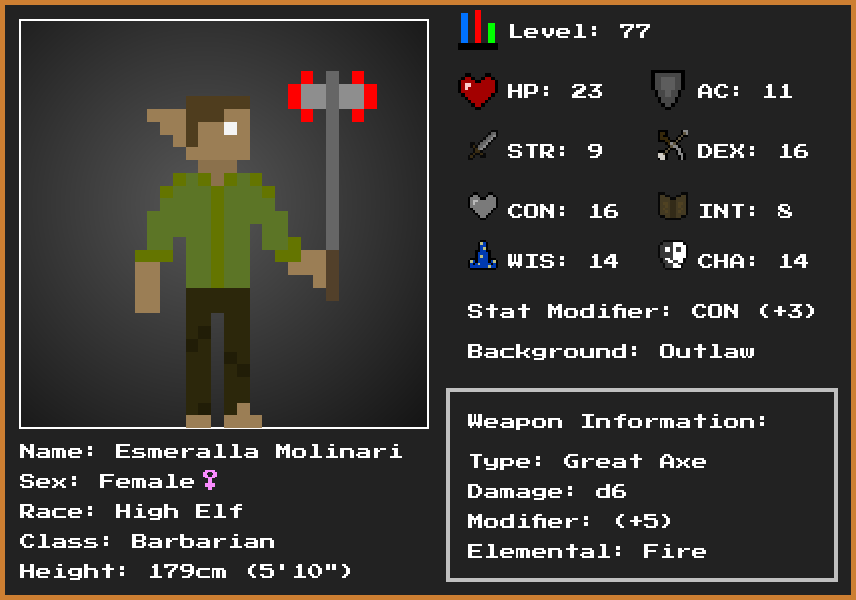 Level: 77
HP: 23 AC: 11
STR: 9 DEX: 16
CON: 16 INT: 8
WIS: 14 CHA: 14
Stat Modifier: CON (+3)
Background: Outlaw
Weapon Information:
Type: Great Axe
Damage: d6
Modifier: (+5)
Elemental: Fire
Name: Esmeralla Molinari
Sex: Female♀
Race: High Elf
Class: Barbarian
Height: 179cm (5'10")